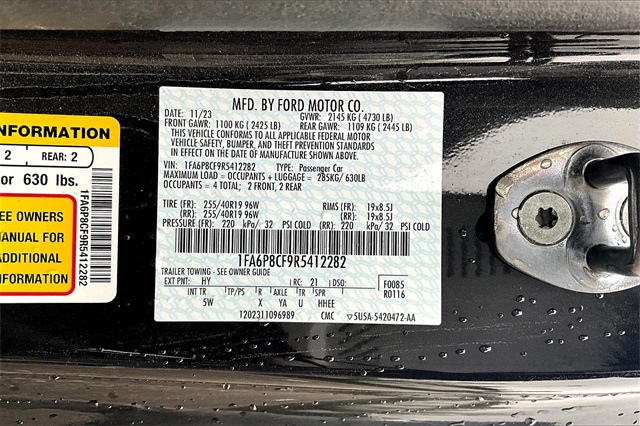 MFD. BY FORD MOTOR CO.
DATE: 11/23 GVWR: 2145 KG ( 4730 LB)
FRONT GAWR: 1100 KG ( 2425 LB) REAR GAWR: 1109 KG ( 2445 LB)
THIS VEHICLE CONFORMS TO ALL APPLICABLE FEDERAL MOTOR
VEHICLE SAFETY, BUMPER, AND THEFT PREVENTION STANDARDS
IN EFFECT ON THE DATE OF MANUFACTURE SHOWN ABOVE.
VIN: 1FA6P8CF9R5412282 TYPE: Passenger Car
MAXIMUM LOAD = OCCUPANTS + LUGGAGE = 285KG/630LB
OCCUPANTS = 4 TOTAL; 2 FRONT, 2 REAR
TIRE (FR): 255/40R19 96W RIMS (FR): 19x8.5J
(RR): 255/40R19 96W (RR): 19x8.5J
PRESSURE (FR): 220 kPa/ 32 PSI COLD (RR): 220 kPa/ 32 PSI COLD
1FA6P8CF9R5412282
TRAILER TOWING - SEE OWNER GUIDE
EXT PNT: HY RC: 21 DSO:
INT TR TP/PS R AXLE TR SPR
5W X YA U HHEE
F0085
R0116
1202311096989 CMC 5U5A-5420472-AA
2 REAR: 2
or 630 lbs.
EE OWNERS
MANUAL FOR
INFORMATION
1FA6P8CF9R5412282